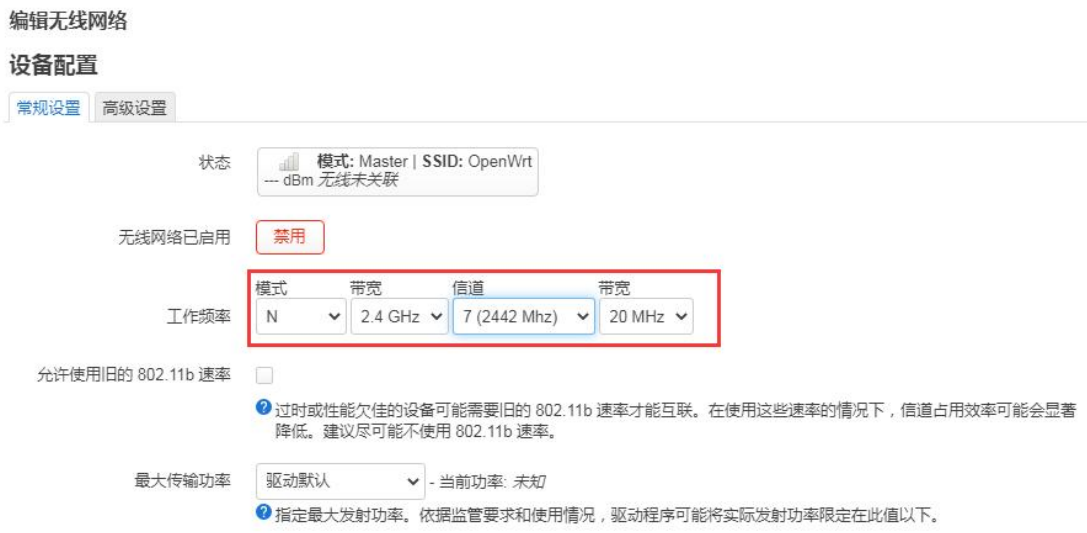 编辑无线网络
设备配置
常规设置 高级设置
状态 模式: Master | SSID: OpenWrt
--- dBm 无线未关联
无线网络已启用 禁用
模式 带宽 信道 带宽
工作频率 N 2.4 GHz 7 (2442 Mhz) 20 MHz
允许使用旧的 802.11b 速率
过时或性能欠佳的设备可能需要旧的 802.11b 速率才能互联。在使用这些速率的情况下，信道占用效率可能会显著
降低。建议尽可能不使用 802.11b 速率。
最大传输功率 驱动默认 - 当前功率: 未知
指定最大发射功率。依据监管要求和使用情况，驱动程序可能将实际发射功率限定在此值以下。